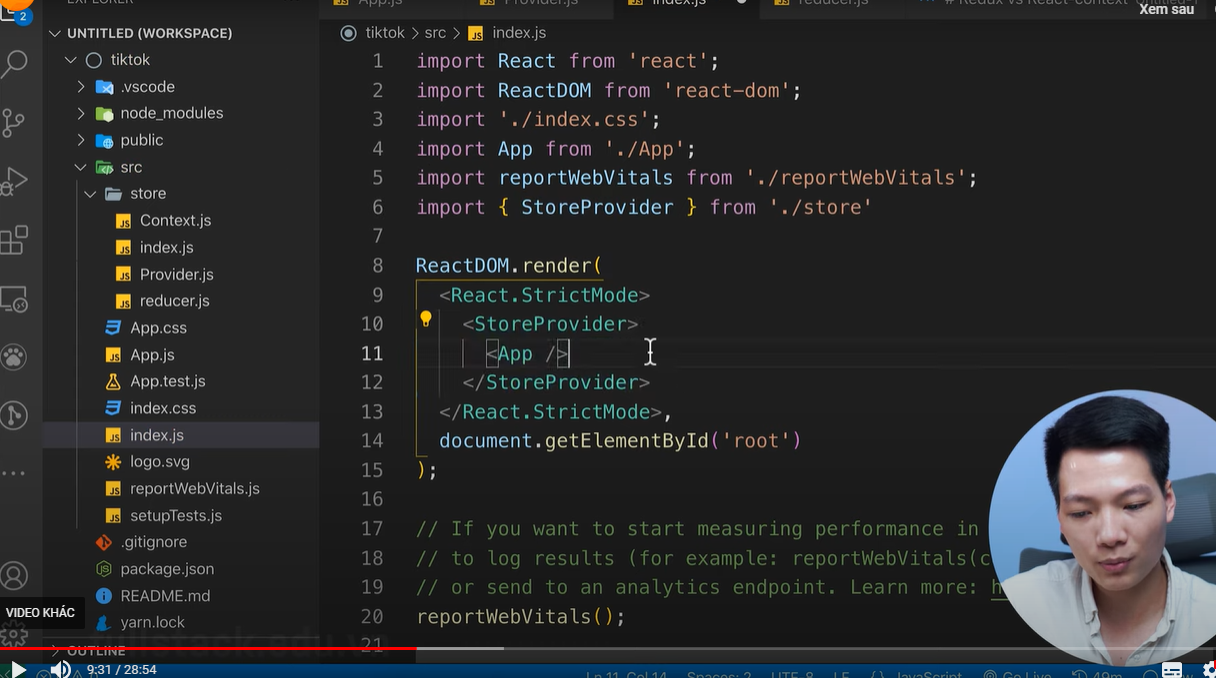 EXPLORER
App.js
Provider.js
index.js
reducer.js
# Redux vs React-context
Untitled-1
Xem sau
2
UNTITLED (WORKSPACE)
tiktok
.vscode
node_modules
public
src
store
Context.js
index.js
Provider.js
reducer.js
App.css
App.js
App.test.js
index.css
index.js
logo.svg
reportWebVitals.js
setupTests.js
.gitignore
package.json
README.md
yarn.lock
OUTLINE
tiktok > src > index.js
1 import React from 'react';
2 import ReactDOM from 'react-dom';
3 import './index.css';
4 import App from './App';
5 import reportWebVitals from './reportWebVitals';
6 import { StoreProvider } from './store'
7
8 ReactDOM.render(
9 <React.StrictMode>
10 <StoreProvider>
11 <App />
12 </StoreProvider>
13 </React.StrictMode>,
14 document.getElementById('root')
15 );
16
17 // If you want to start measuring performance in
18 // to log results (for example: reportWebVitals(c
19 // or send to an analytics endpoint. Learn more: h
20 reportWebVitals();
21
VIDEO KHÁC
9:31 / 28:54
Ln 11, Col 14
Spaces: 2
UTF-8
LF
{} JavaScript
Go Live
49m